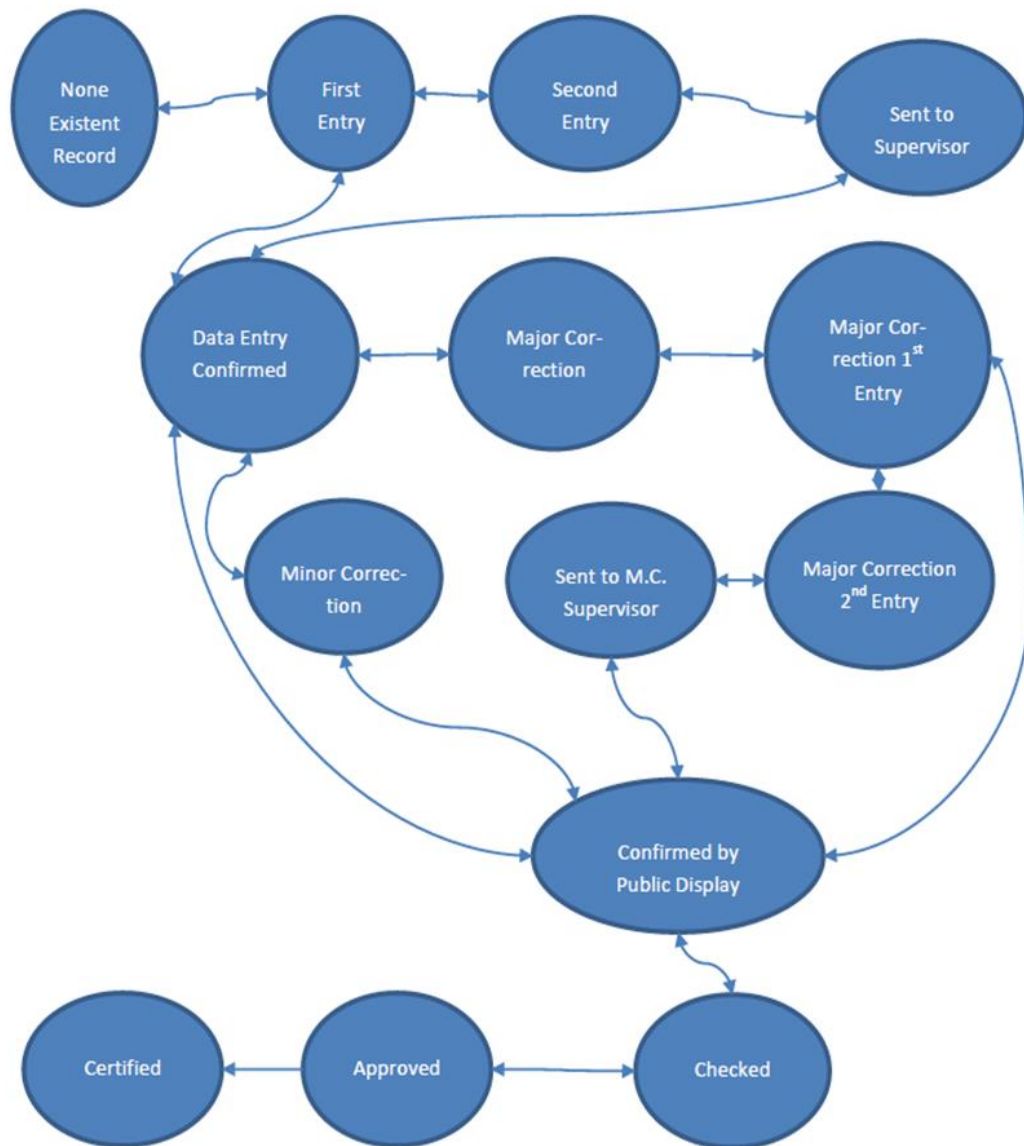 None
Existent
Record
First
Entry
Second
Entry
Sent to
Supervisor
Data Entry
Confirmed
Major Cor-
rection
Major Cor-
rection 1st
Entry
Minor Correc-
tion
Sent to M.C.
Supervisor
Major Correction
2nd Entry
Confirmed by
Public Display
Certified
Approved
Checked